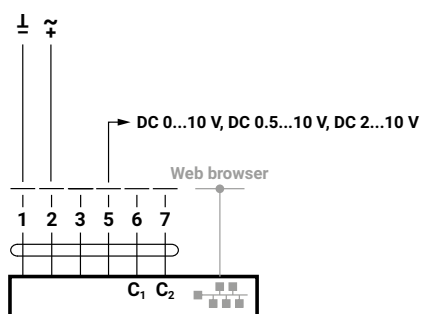 ⊥ ~
– +
DC 0...10 V, DC 0.5...10 V, DC 2...10 V
Web browser
1 2 3 5 6 7
C₁ C₂